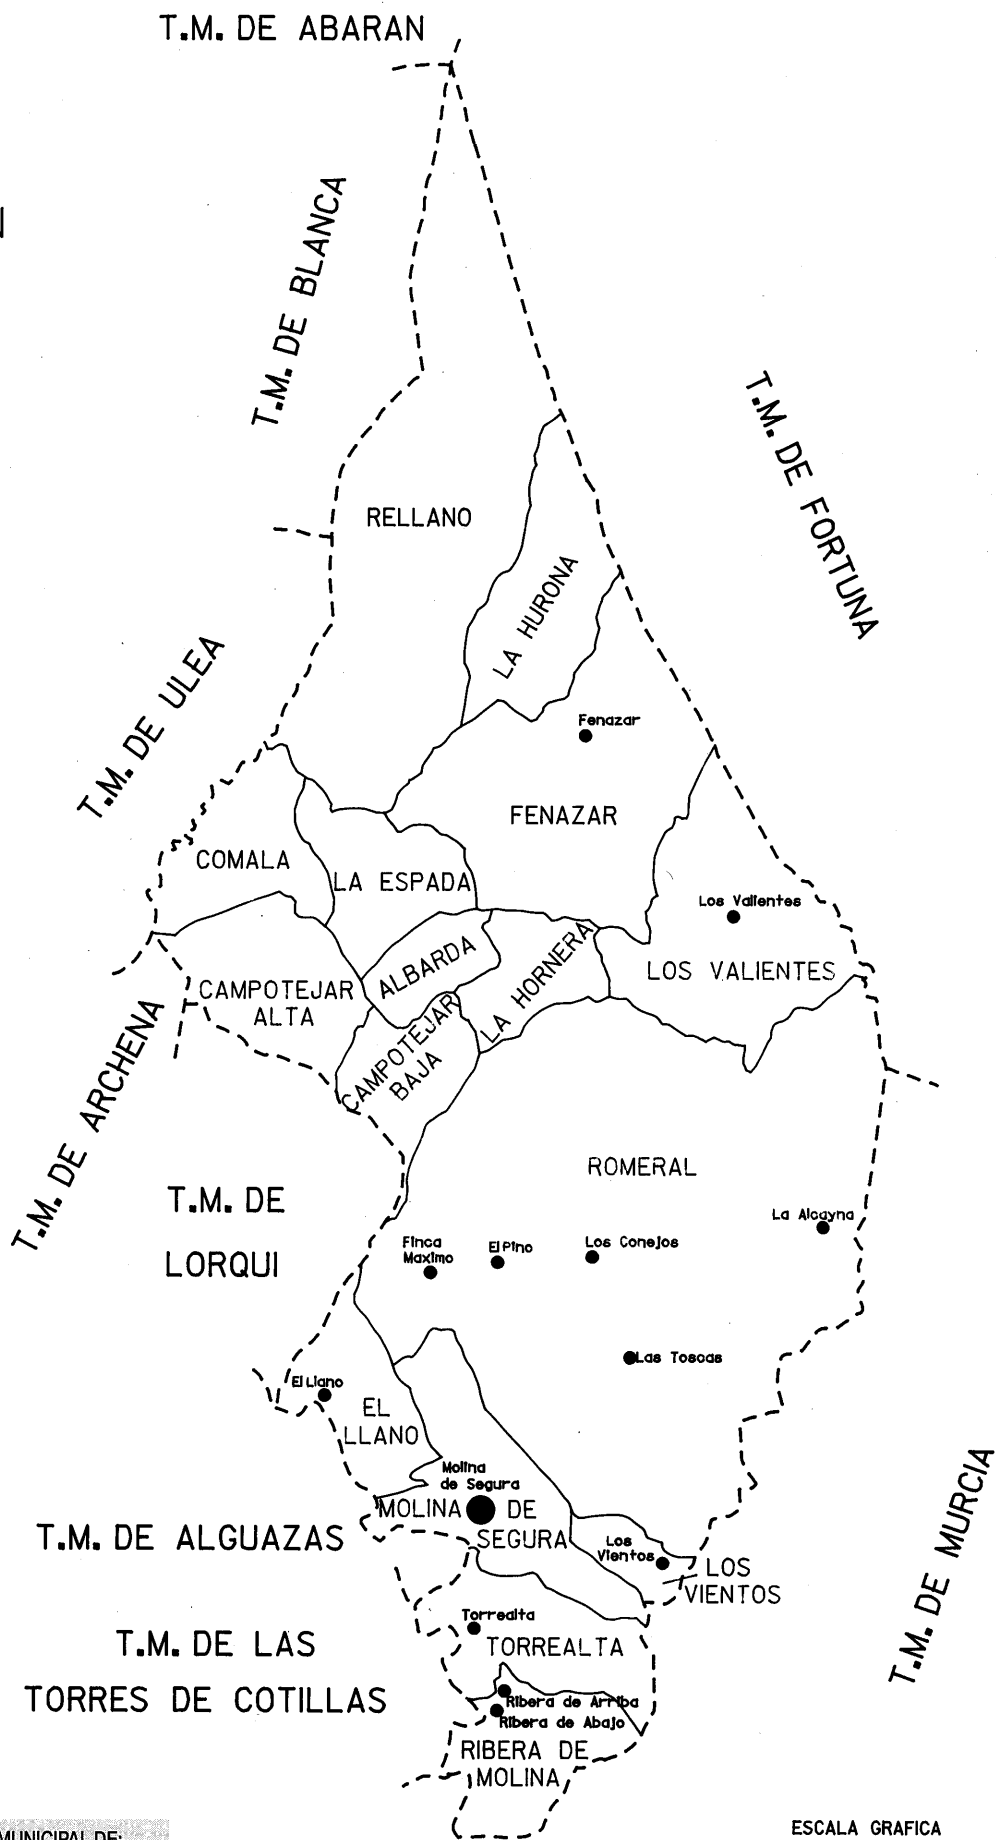 T.M. DE ABARAN
T.M. DE BLANCA
T.M. DE FORTUNA
RELLANO
LA HURONA
T.M. DE ULEA
Fenazar
FENAZAR
COMALA
LA ESPADA
Los Valientes
LOS VALIENTES
ALBARDA
LA HORNERA
CAMPOTEJAR
ALTA
CAMPOTEJAR
BAJA
T.M. DE ARCHENA
ROMERAL
T.M. DE
LORQUI
La Alcayna
Finca
Maximo
El Pino
Los Conejos
Las Toscas
El Llano
EL
LLANO
Molina
de Segura
MOLINA DE
SEGURA
T.M. DE ALGUAZAS
Los
Vientos
LOS
VIENTOS
T.M. DE MURCIA
Torrealta
TORREALTA
T.M. DE LAS
TORRES DE COTILLAS
Ribera de Arriba
Ribera de Abajo
RIBERA DE
MOLINA
MUNICIPAL DE:
ESCALA GRAFICA